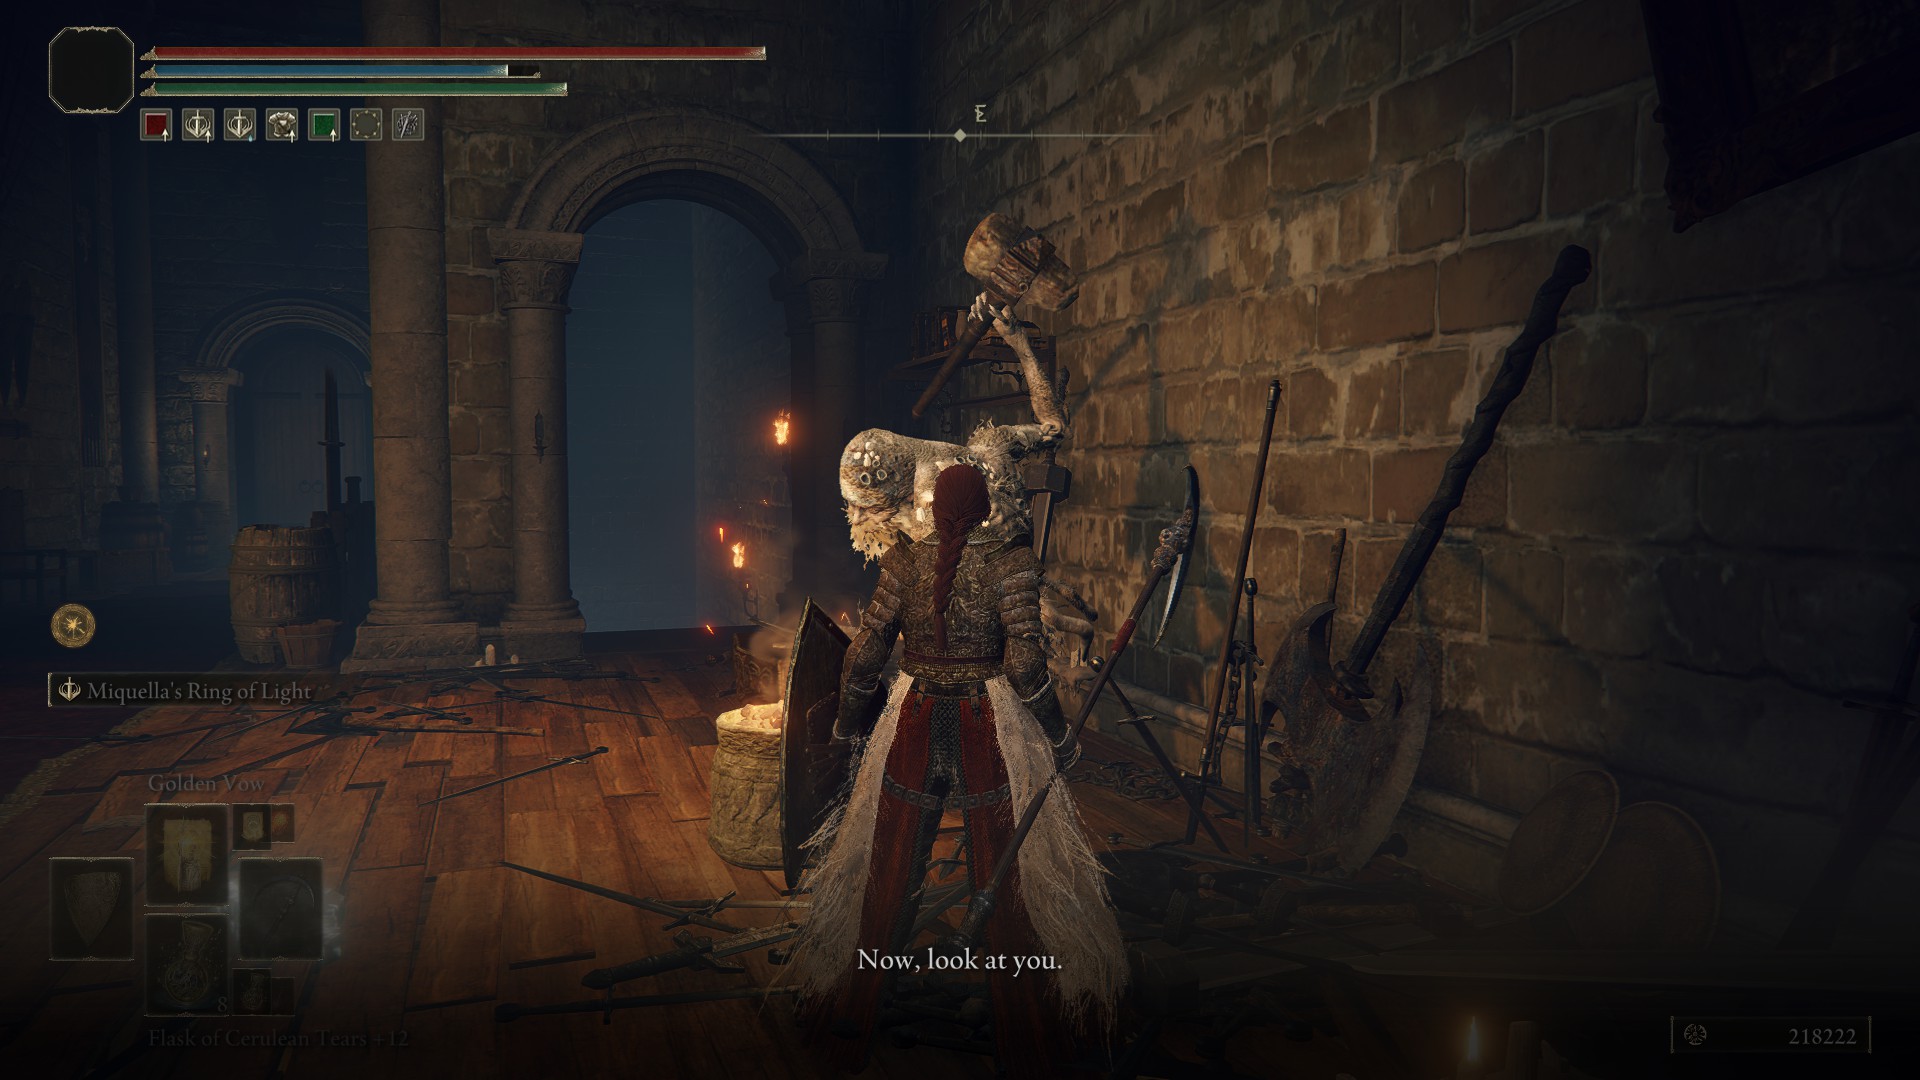 E
Miquella's Ring of Light
Golden Vow
8
Flask of Cerulean Tears +12
Now, look at you.
218222